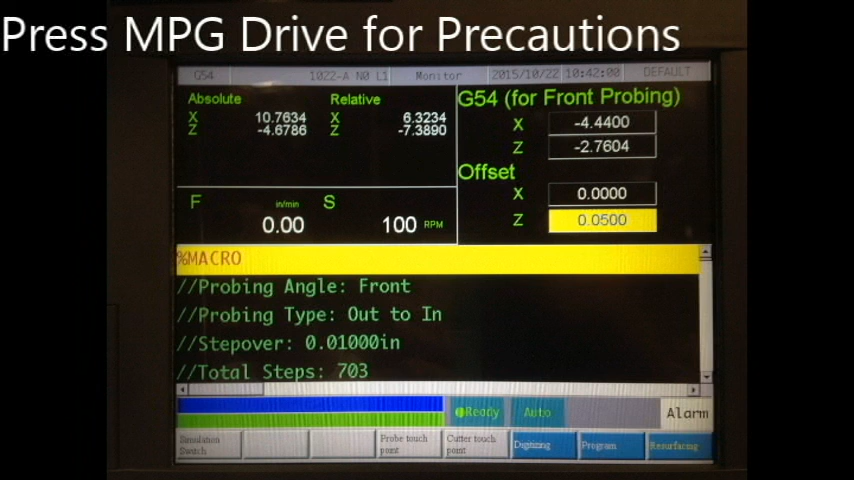 Press MPG Drive for Precautions
G54 1022-A N0 L1 Monitor 2015/10/22 10:42:00 DEFAULT
Absolute Relative G54 (for Front Probing)
X 10.7634 X 6.3234 X -4.4400
Z -4.6786 Z -7.3890 Z -2.7604
Offset
X 0.0000
F in/min 0.00 S 100 RPM Z 0.0500
%MACRO
//Probing Angle: Front
//Probing Type: Out to In
//Stepover: 0.01000in
//Total Steps: 703
Ready Auto Alarm
Simulation Switch Probe touch point Cutter touch point Digitizing Program Resurfacing